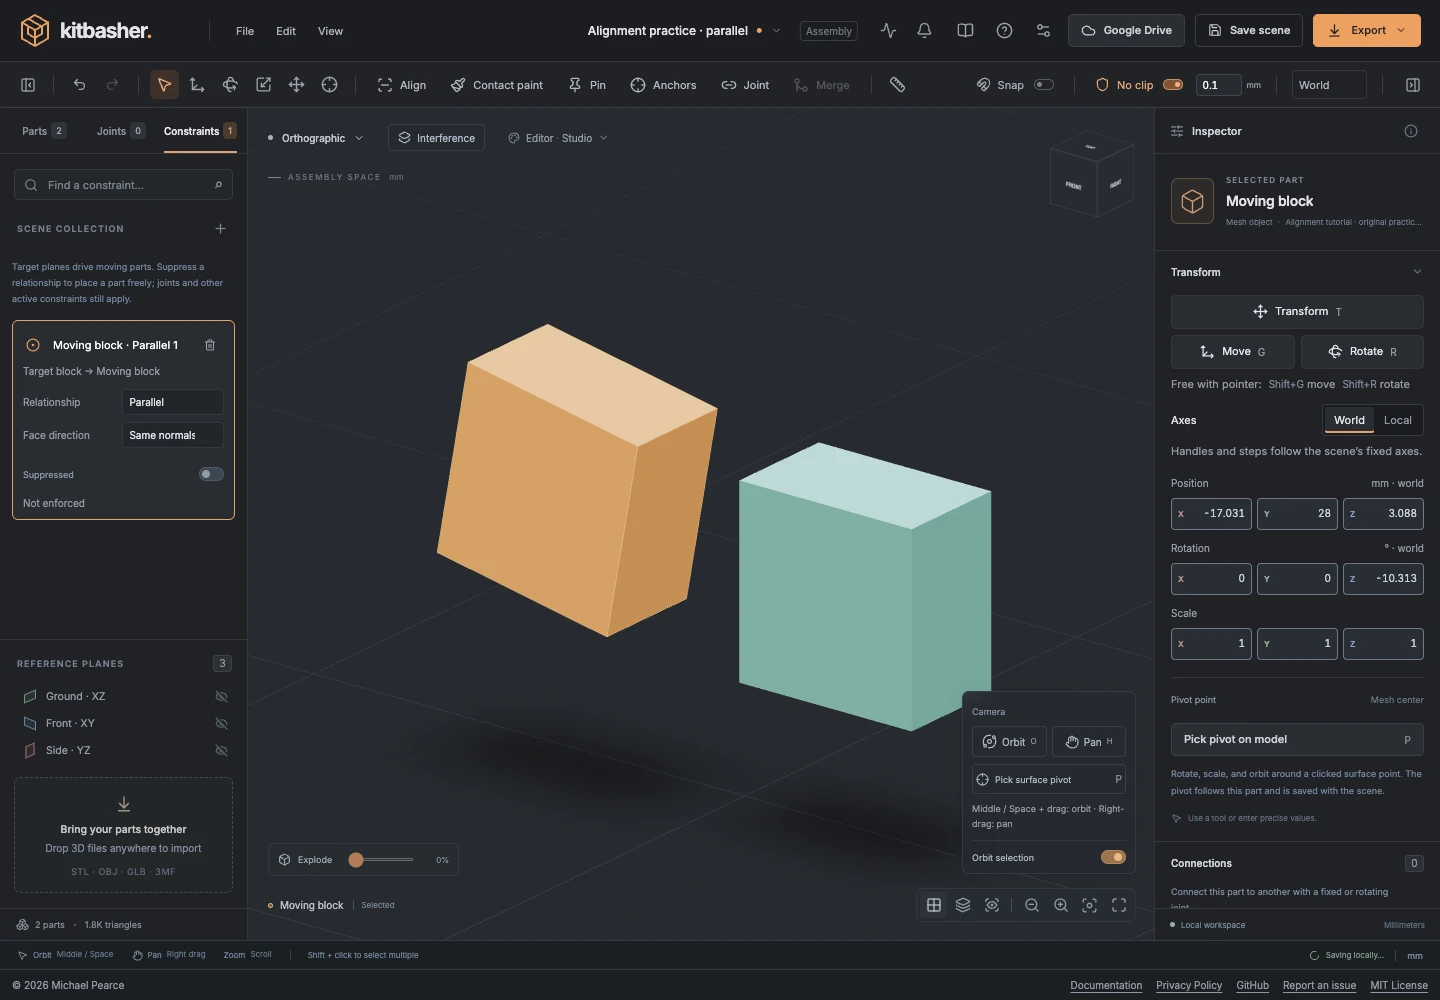 kitbasher.
File
Edit
View
Alignment practice · parallel
Assembly
Google Drive
Save scene
Export
Align
Contact paint
Pin
Anchors
Joint
Merge
Snap
No clip
0.1
mm
World
Parts 2
Joints 0
Constraints 1
Find a constraint...
SCENE COLLECTION
Target planes drive moving parts. Suppress a
relationship to place a part freely; joints and other
active constraints still apply.
Moving block · Parallel 1
Target block → Moving block
Relationship
Parallel
Face direction
Same normals
Suppressed
Not enforced
REFERENCE PLANES
3
Ground · XZ
Front · XY
Side · YZ
Bring your parts together
Drop 3D files anywhere to import
STL · OBJ · GLB · 3MF
2 parts · 1.8K triangles
Orthographic
Interference
Editor · Studio
ASSEMBLY SPACE mm
FRONT
RIGHT
Camera
Orbit O
Pan H
Pick surface pivot P
Middle / Space + drag: orbit · Right-
drag: pan
Orbit selection
Explode
0%
Moving block
Selected
Inspector
SELECTED PART
Moving block
Mesh object · Alignment tutorial · original practic...
Transform
Transform T
Move G
Rotate R
Free with pointer: Shift+G move Shift+R rotate
Axes
World
Local
Handles and steps follow the scene's fixed axes.
Position
mm · world
X -17.031
Y 28
Z 3.088
Rotation
° · world
X 0
Y 0
Z -10.313
Scale
X 1
Y 1
Z 1
Pivot point
Mesh center
Pick pivot on model P
Rotate, scale, and orbit around a clicked surface point. The
pivot follows this part and is saved with the scene.
Use a tool or enter precise values.
Connections
0
Connect this part to another with a fixed or rotating
joint.
Local workspace
Millimeters
Orbit Middle / Space
Pan Right drag
Zoom Scroll
Shift + click to select multiple
Saving locally...
mm
© 2026 Michael Pearce
Documentation
Privacy Policy
GitHub
Report an issue
MIT License